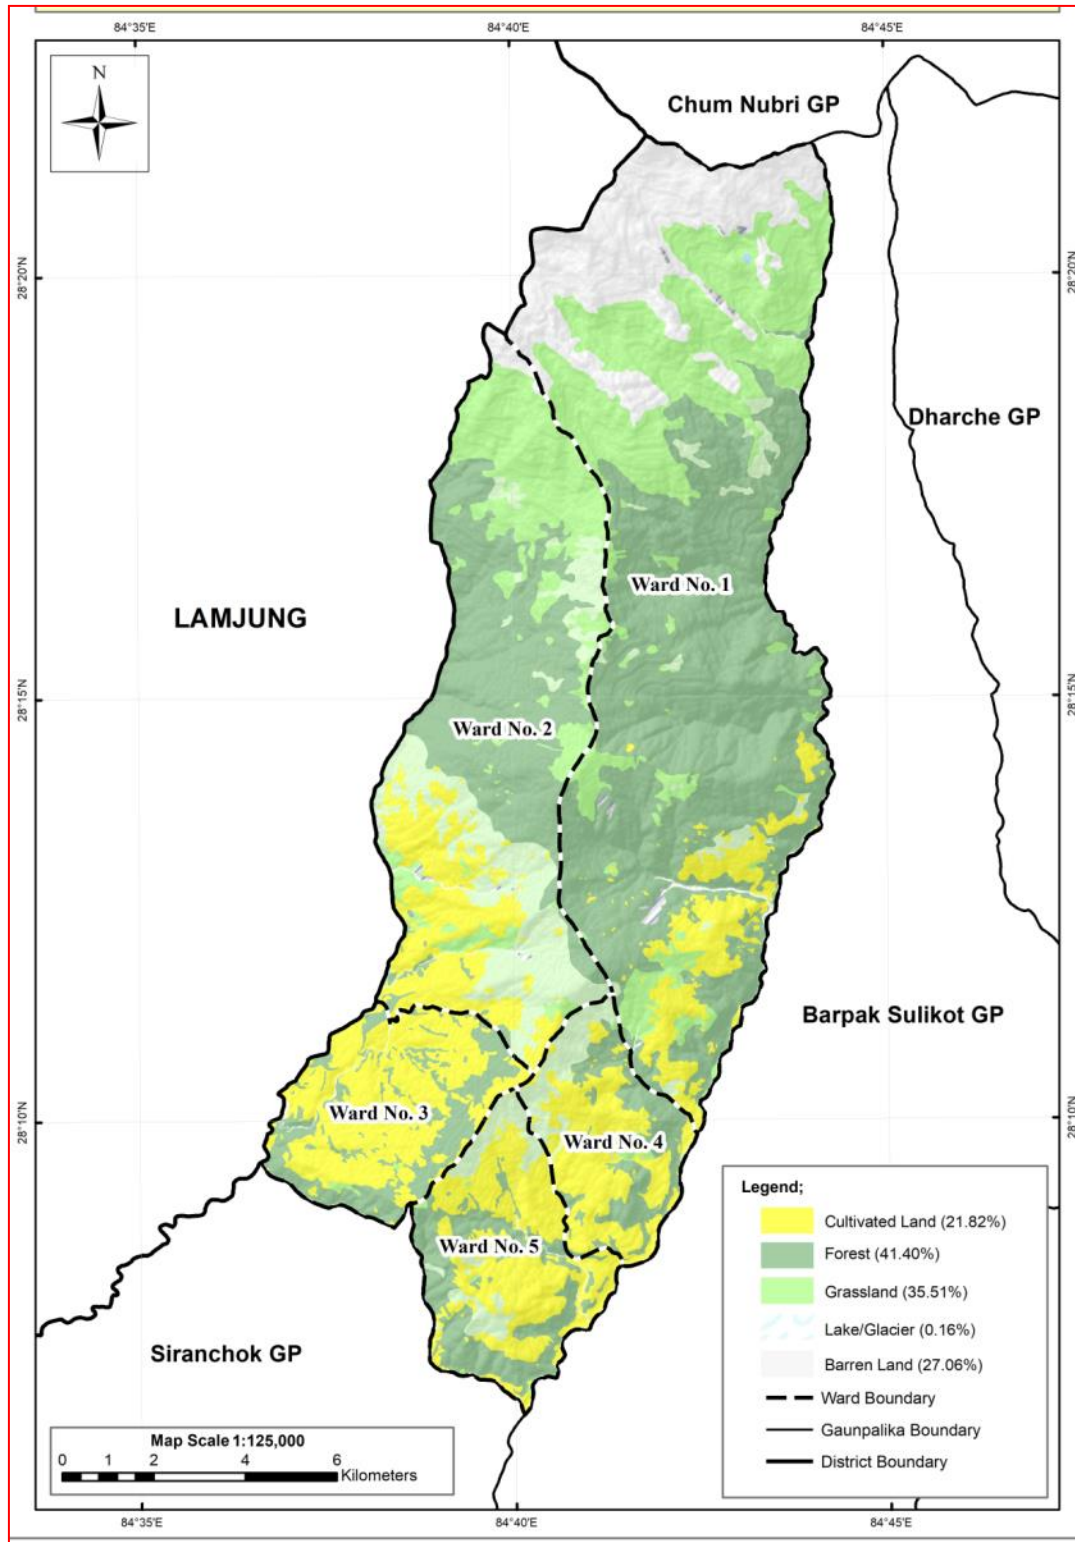 84°35'E 84°40'E 84°45'E
N
Chum Nubri GP
28°20'N 28°20'N
Dharche GP
Ward No. 1
LAMJUNG
28°15'N 28°15'N
Ward No. 2
Barpak Sulikot GP
28°10'N 28°10'N
Ward No. 3
Ward No. 4
Ward No. 5
Siranchok GP
Legend;
Cultivated Land (21.82%)
Forest (41.40%)
Grassland (35.51%)
Lake/Glacier (0.16%)
Barren Land (27.06%)
Ward Boundary
Gaunpalika Boundary
District Boundary
Map Scale 1:125,000
0 1 2 4 6
Kilometers
84°35'E 84°40'E 84°45'E